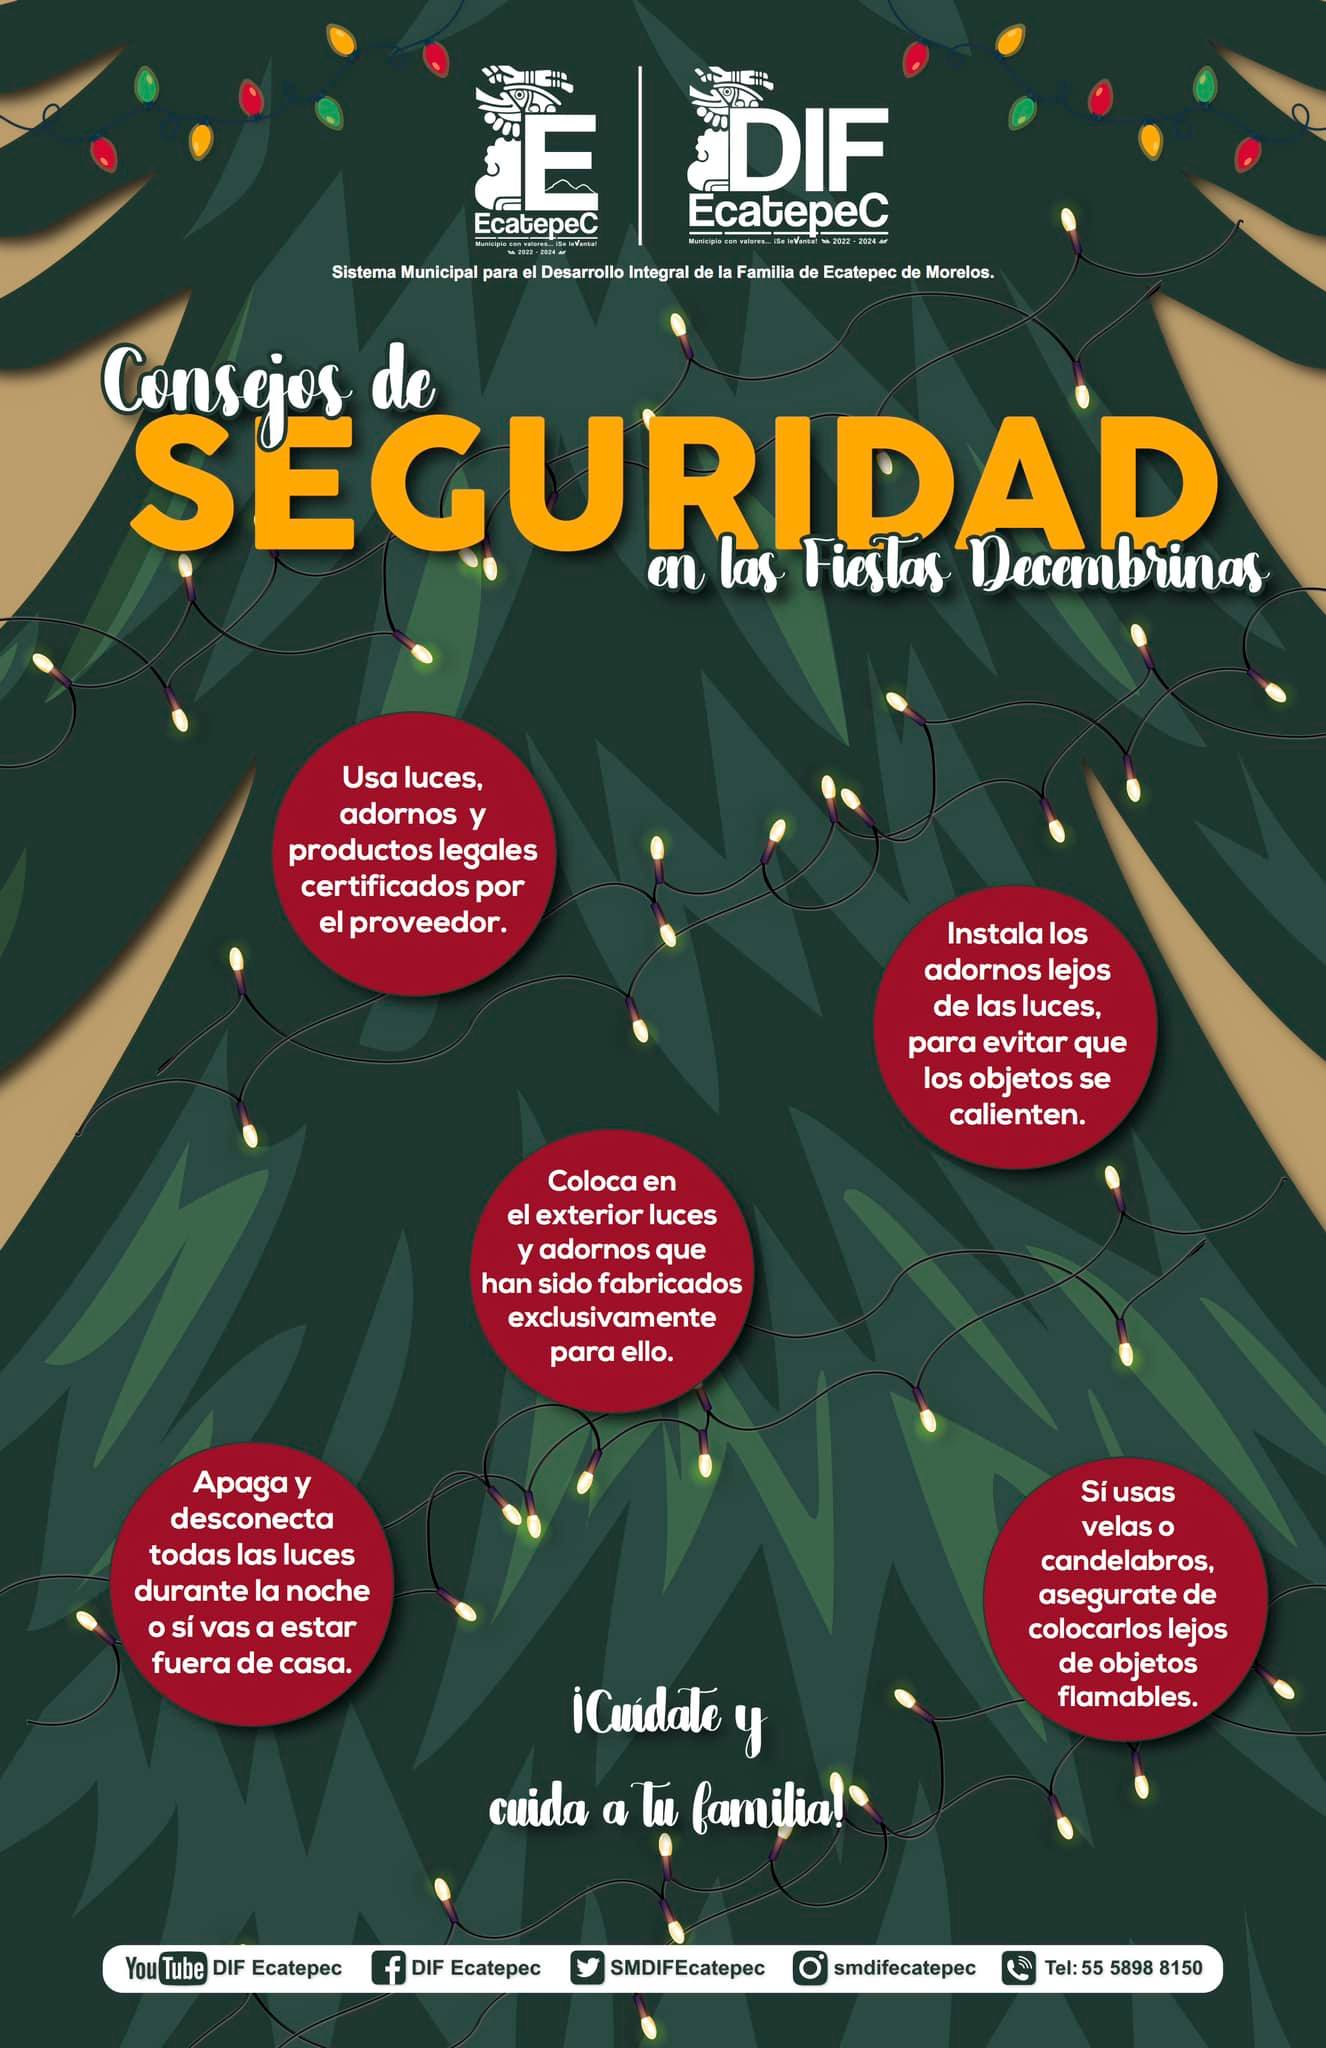 E
EcatepeC
Municipio con valores... ¡Se leVanta!
2022 - 2024
DIF
EcatepeC
Municipio con valores... ¡Se leVanta! 2022 - 2024
Sistema Municipal para el Desarrollo Integral de la Familia de Ecatepec de Morelos.
Consejos de
SEGURIDAD
en las Fiestas Decembrinas
Usa luces,
adornos y
productos legales
certificados por
el proveedor.
Instala los
adornos lejos
de las luces,
para evitar que
los objetos se
calienten.
Coloca en
el exterior luces
y adornos que
han sido fabricados
exclusivamente
para ello.
Apaga y
desconecta
todas las luces
durante la noche
o sí vas a estar
fuera de casa.
Sí usas
velas o
candelabros,
asegurate de
colocarlos lejos
de objetos
flamables.
¡Cuídate y
cuida a tu familia!
YouTube DIF Ecatepec DIF Ecatepec SMDIFEcatepec smdifecatepec Tel: 55 5898 8150